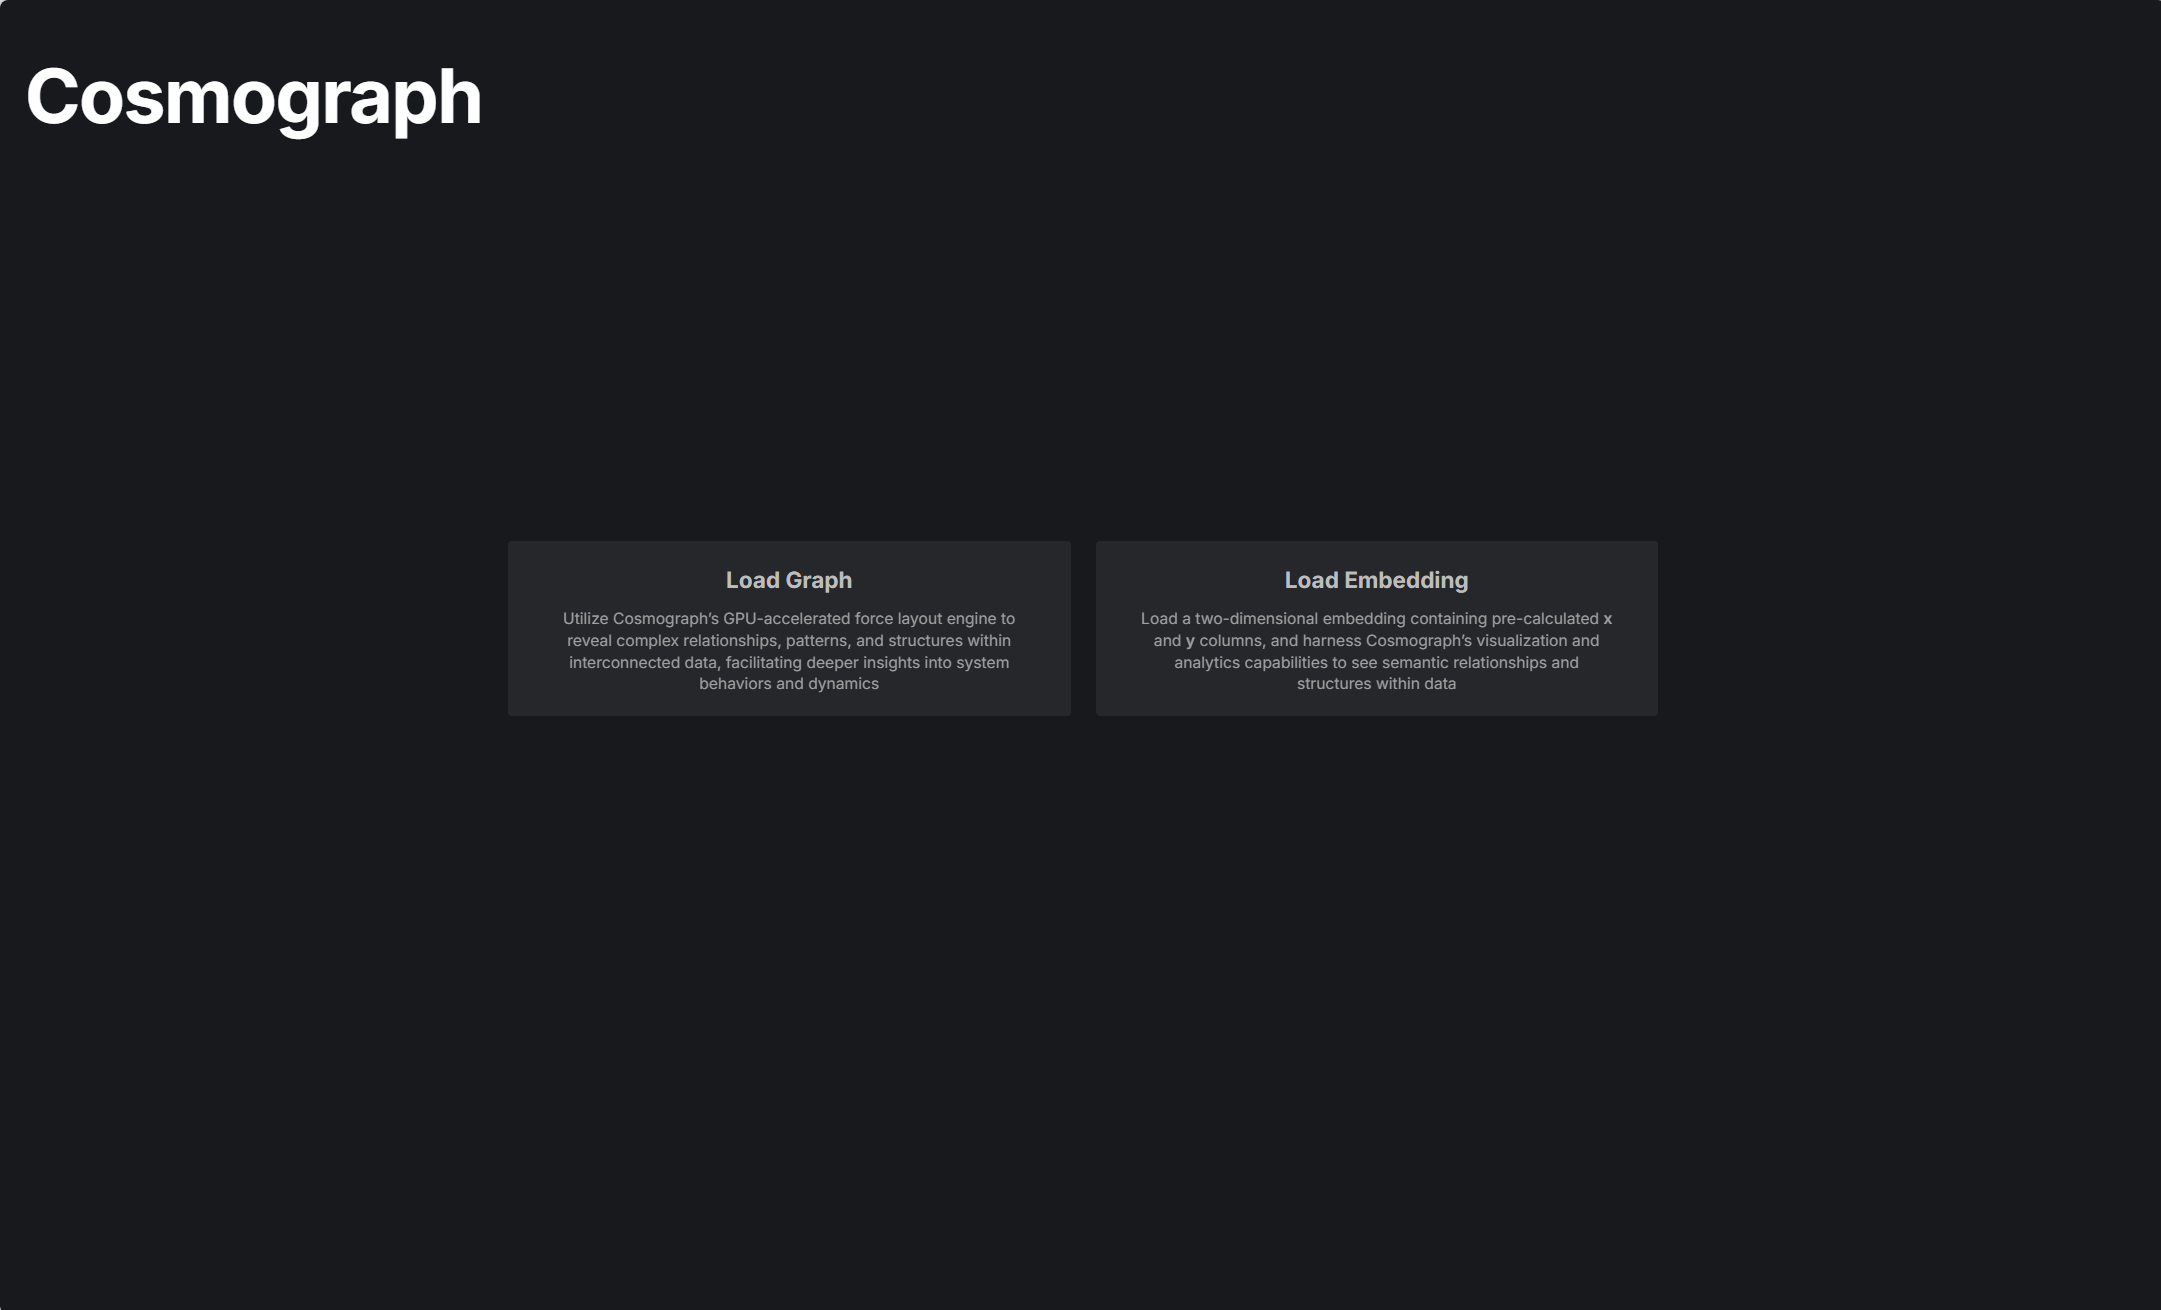 Cosmograph
Load Graph
Utilize Cosmograph’s GPU-accelerated force layout engine to
reveal complex relationships, patterns, and structures within
interconnected data, facilitating deeper insights into system
behaviors and dynamics
Load Embedding
Load a two-dimensional embedding containing pre-calculated x
and y columns, and harness Cosmograph’s visualization and
analytics capabilities to see semantic relationships and
structures within data